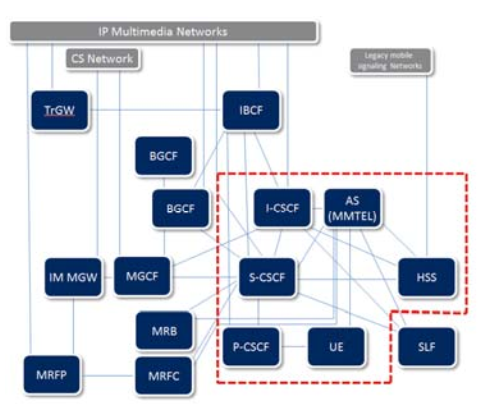 IP Multimedia Networks
CS Network
Legacy mobile
signaling Networks
TrGW
IBCF
BGCF
BGCF
I-CSCF
AS
(MMTEL)
IM MGW
MGCF
S-CSCF
HSS
MRB
P-CSCF
UE
SLF
MRFP
MRFC